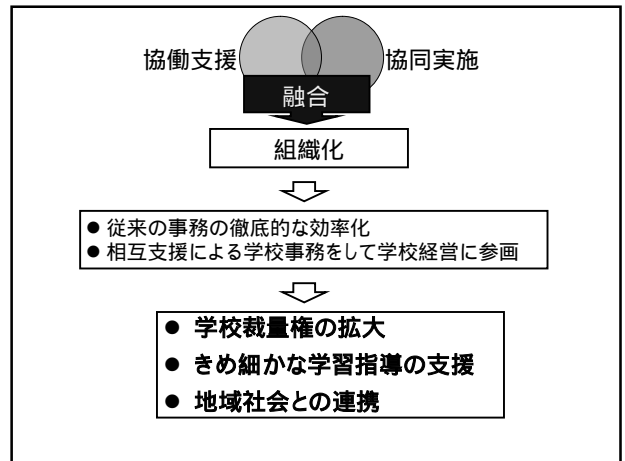 協働支援 協同実施
融合
組織化
● 従来の事務の徹底的な効率化
● 相互支援による学校事務をして学校経営に参画
● 学校裁量権の拡大
● きめ細かな学習指導の支援
● 地域社会との連携